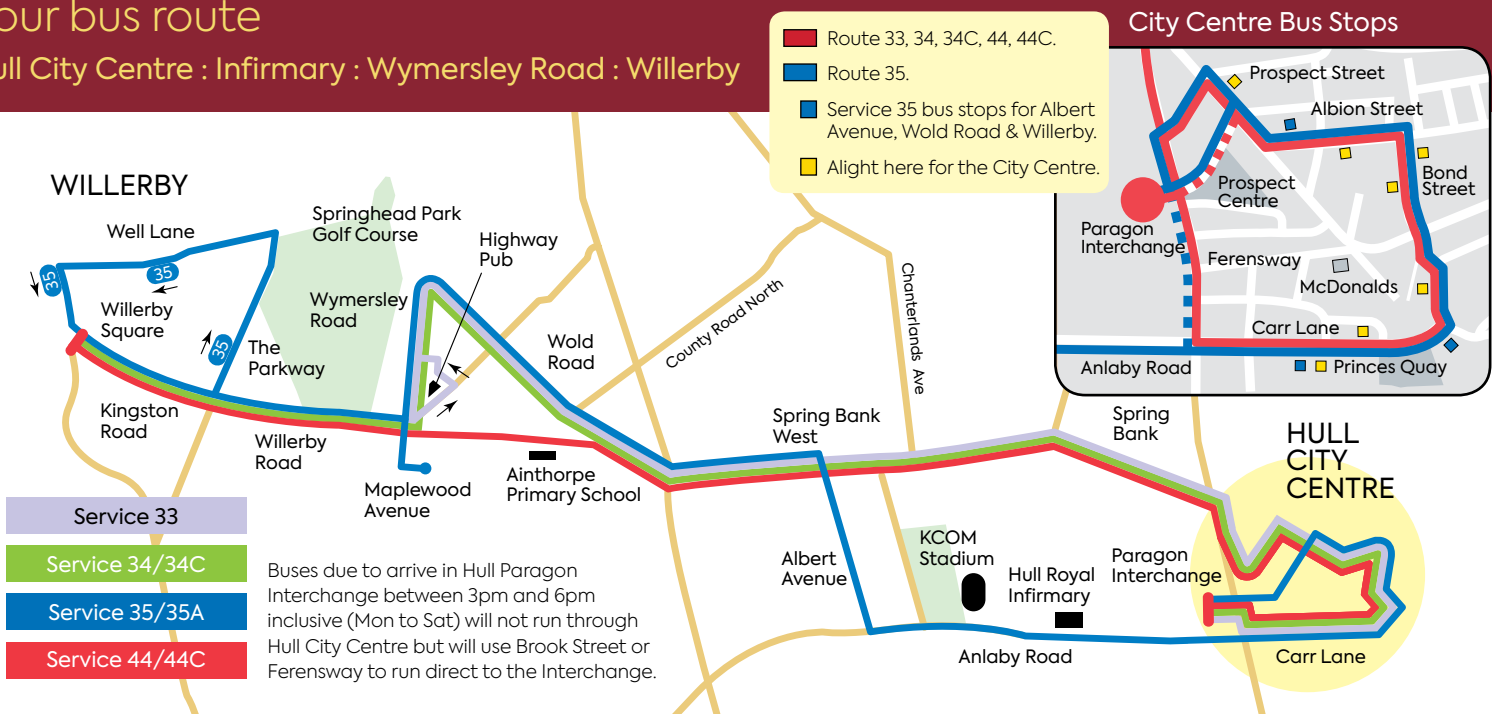 our bus route
ull City Centre : Infirmary : Wymersley Road : Willerby
Route 33, 34, 34C, 44, 44C.
Route 35.
Service 35 bus stops for Albert
Avenue, Wold Road & Willerby.
Alight here for the City Centre.
City Centre Bus Stops
Prospect Street
Albion Street
Bond
Street
Prospect
Centre
Paragon
Interchange
Ferensway
McDonalds
Carr Lane
Anlaby Road
Princes Quay
WILLERBY
Well Lane
35
35
Willerby
Square
35
The
Parkway
Kingston
Road
Willerby
Road
Springhead Park
Golf Course
Wymersley
Road
Highway
Pub
Maplewood
Avenue
Ainthorpe
Primary School
Wold
Road
County Road North
Chanterlands Ave
Spring Bank
West
Spring
Bank
Albert
Avenue
KCOM
Stadium
Hull Royal
Infirmary
Anlaby Road
Paragon
Interchange
HULL
CITY
CENTRE
Carr Lane
Service 33
Service 34/34C
Service 35/35A
Service 44/44C
Buses due to arrive in Hull Paragon
Interchange between 3pm and 6pm
inclusive (Mon to Sat) will not run through
Hull City Centre but will use Brook Street or
Ferensway to run direct to the Interchange.